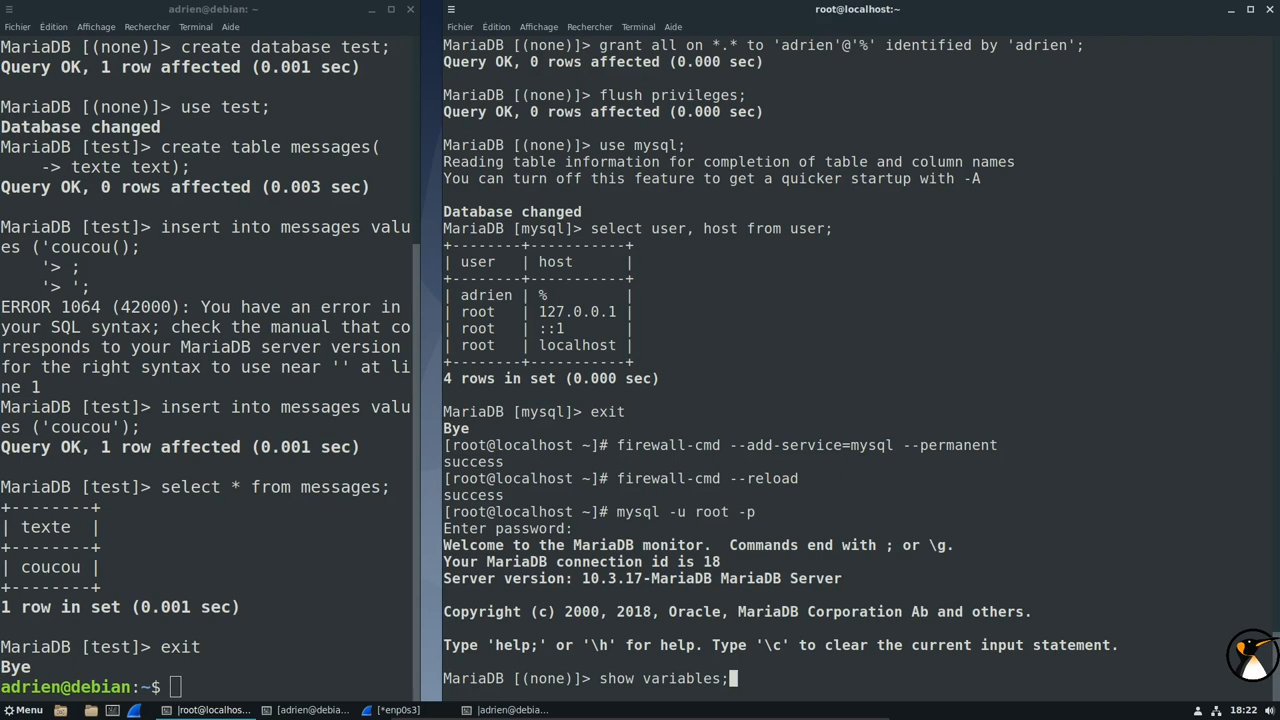 adrien@debian: ~
Fichier Édition Affichage Rechercher Terminal Aide
MariaDB [(none)]> create database test;
Query OK, 1 row affected (0.001 sec)
MariaDB [(none)]> use test;
Database changed
MariaDB [test]> create table messages(
-> texte text);
Query OK, 0 rows affected (0.003 sec)
MariaDB [test]> insert into messages valu
es ('coucou();
'> ;
'> ';
ERROR 1064 (42000): You have an error in
your SQL syntax; check the manual that co
rresponds to your MariaDB server version
for the right syntax to use near '' at li
ne 1
MariaDB [test]> insert into messages valu
es ('coucou');
Query OK, 1 row affected (0.001 sec)
MariaDB [test]> select * from messages;
+--------+
| texte  |
+--------+
| coucou |
+--------+
1 row in set (0.001 sec)
MariaDB [test]> exit
Bye
adrien@debian:~$
root@localhost:~
Fichier Édition Affichage Rechercher Terminal Aide
MariaDB [(none)]> grant all on *.* to 'adrien'@'%' identified by 'adrien';
Query OK, 0 rows affected (0.000 sec)
MariaDB [(none)]> flush privileges;
Query OK, 0 rows affected (0.000 sec)
MariaDB [(none)]> use mysql;
Reading table information for completion of table and column names
You can turn off this feature to get a quicker startup with -A
Database changed
MariaDB [mysql]> select user, host from user;
+--------+-----------+
| user   | host      |
+--------+-----------+
| adrien | %         |
| root   | 127.0.0.1 |
| root   | ::1       |
| root   | localhost |
+--------+-----------+
4 rows in set (0.000 sec)
MariaDB [mysql]> exit
Bye
[root@localhost ~]# firewall-cmd --add-service=mysql --permanent
success
[root@localhost ~]# firewall-cmd --reload
success
[root@localhost ~]# mysql -u root -p
Enter password:
Welcome to the MariaDB monitor.  Commands end with ; or \g.
Your MariaDB connection id is 18
Server version: 10.3.17-MariaDB MariaDB Server
Copyright (c) 2000, 2018, Oracle, MariaDB Corporation Ab and others.
Type 'help;' or '\h' for help. Type '\c' to clear the current input statement.
MariaDB [(none)]> show variables;
Menu |root@localhos... [adrien@debia... [*enp0s3] |adrien@debia... 18:22